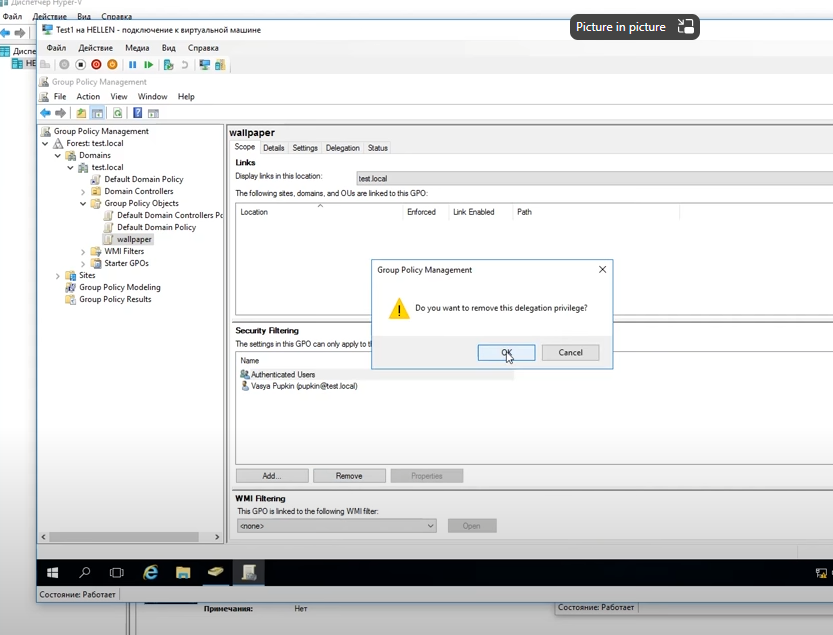 Диспетчер Hyper-V
Файл Действие Вид Справка
Picture in picture
Test1 на HELLEN - подключение к виртуальной машине
Файл Действие Медиа Вид Справка
Group Policy Management
File Action View Window Help
Group Policy Management
Forest: test.local
Domains
test.local
Default Domain Policy
Domain Controllers
Group Policy Objects
Default Domain Controllers Po
Default Domain Policy
wallpaper
WMI Filters
Starter GPOs
Sites
Group Policy Modeling
Group Policy Results
wallpaper
Scope Details Settings Delegation Status
Links
Display links in this location: test.local
The following sites, domains, and OUs are linked to this GPO:
Location Enforced Link Enabled Path
Group Policy Management
Do you want to remove this delegation privilege?
OK Cancel
Security Filtering
The settings in this GPO can only apply to th
Name
Authenticated Users
Vasya Pupkin (pupkin@test.local)
Add... Remove Properties
WMI Filtering
This GPO is linked to the following WMI filter:
<none> Open
Состояние: Работает
Примечания: Нет
Состояние: Работает